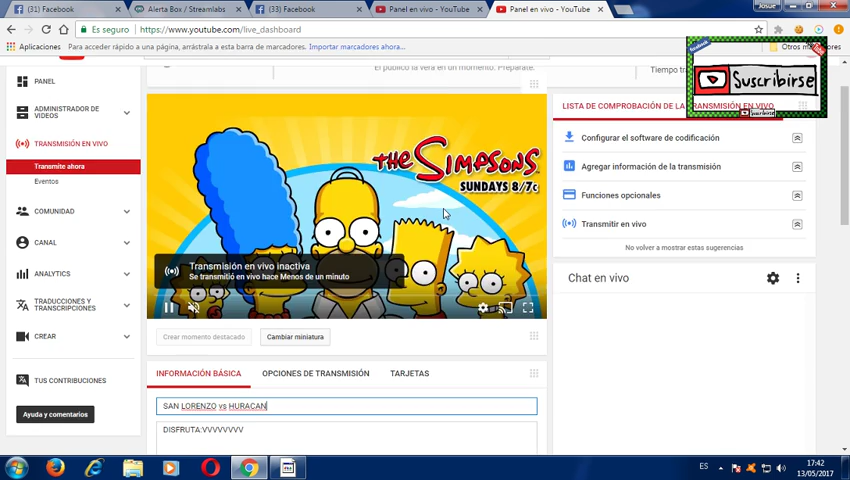 (31) Facebook
Alerta Box / Streamlabs
(33) Facebook
Panel en vivo - YouTube
Panel en vivo - YouTube
Josue
Es seguro
https://www.youtube.com/live_dashboard
Aplicaciones
Para acceder rápido a una página, arrástrala a esta barra de marcadores.
Importar marcadores ahora...
Otros marcadores
facebook
Suscribirse
Suscribirse
El público la verá en un momento. Prepárate.
Tiempo
PANEL
ADMINISTRADOR DE VIDEOS
TRANSMISIÓN EN VIVO
Transmite ahora
Eventos
COMUNIDAD
CANAL
ANALYTICS
TRADUCCIONES Y TRANSCRIPCIONES
CREAR
TUS CONTRIBUCIONES
Ayuda y comentarios
THE SIMPSONS
SUNDAYS 8/7c
Transmisión en vivo inactiva
Se transmitió en vivo hace Menos de un minuto
Crear momento destacado
Cambiar miniatura
INFORMACIÓN BÁSICA
OPCIONES DE TRANSMISIÓN
TARJETAS
SAN LORENZO vs HURACAN
DISFRUTA:VVVVVVVV
LISTA DE COMPROBACIÓN DE LA TRANSMISIÓN EN VIVO
Configurar el software de codificación
Agregar información de la transmisión
Funciones opcionales
Transmitir en vivo
No volver a mostrar estas sugerencias
Chat en vivo
ES
17:42
13/05/2017